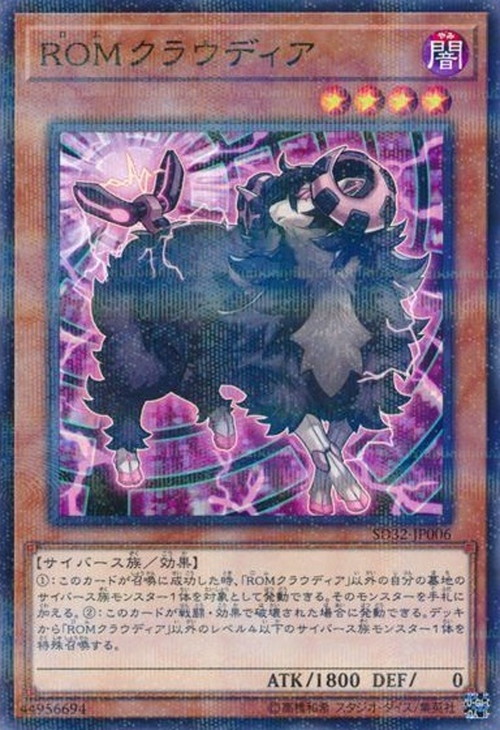 ROMクラウディア
闇
SD32-JP006
【サイバース族／効果】
①：このカードが召喚に成功した時、「ROMクラウディア」以外の自分の墓地の
サイバース族モンスター1体を対象として発動できる。そのモンスターを手札に
加える。②：このカードが戦闘・効果で破壊された場合に発動できる。デッキ
から「ROMクラウディア」以外のレベル4以下のサイバース族モンスター1体を
特殊召喚する。
ATK/1800 DEF/ 0
44956694 ©高橋和希 スタジオ・ダイス/集英社